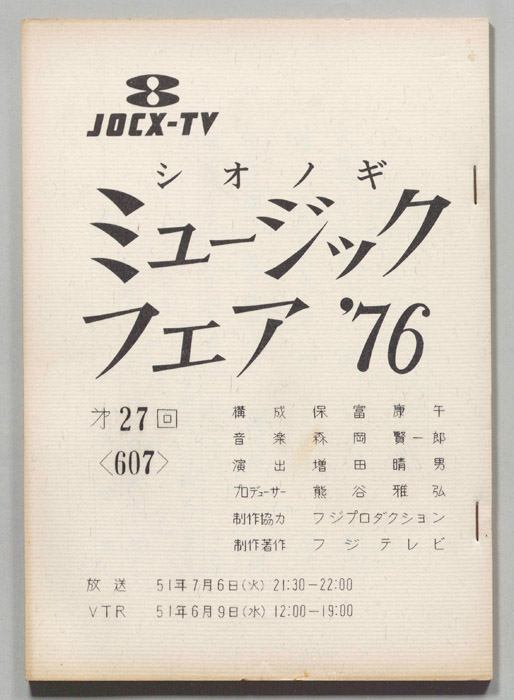 8
JOCX-TV
シオノギ
ミュージック
フェア '76
才27回
〈607〉
構成 保富康午
音楽 森岡賢一郎
演出 増田晴男
プロデューサー 熊谷雅弘
制作協力 フジプロダクション
制作著作 フジテレビ
放送 51年7月6日(火) 21:30－22:00
VTR 51年6月9日(水) 12:00－19:00